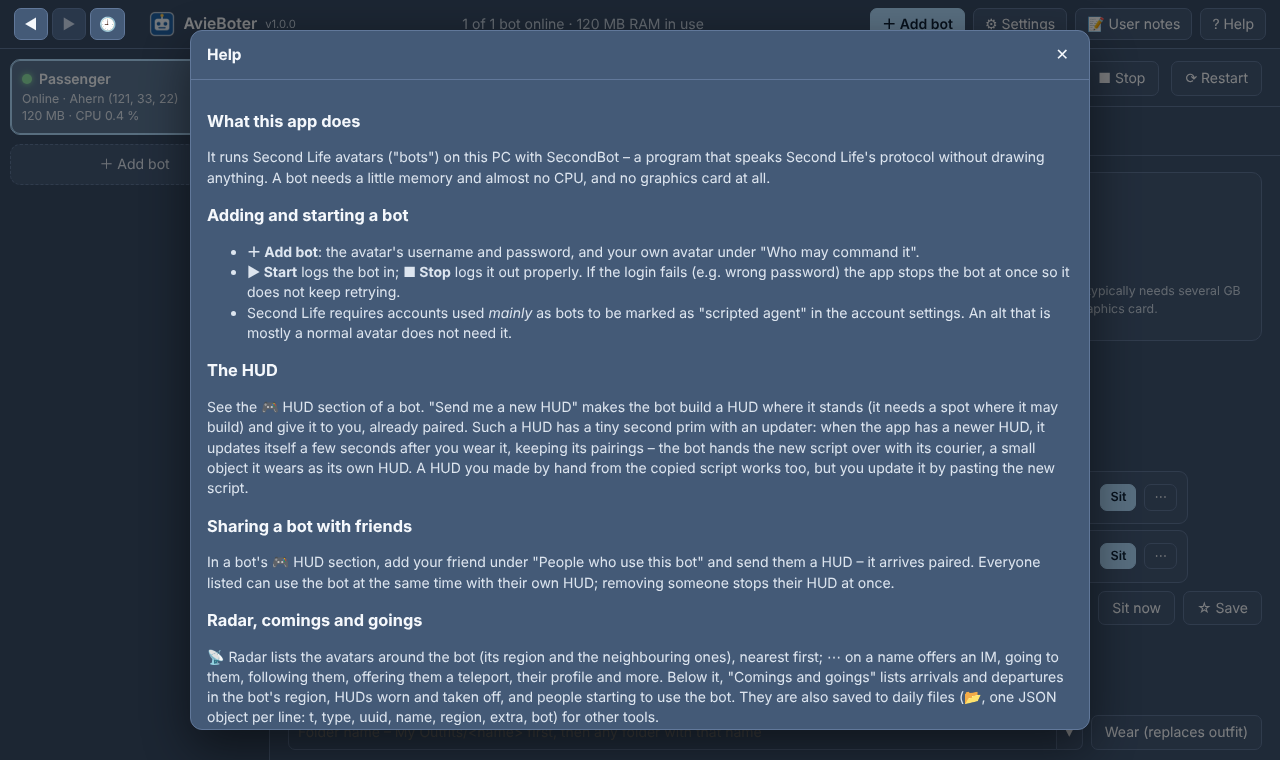 ◀ ▶ 🕘 🤖 AvieBoter v1.0.0 1 of 1 bot online · 120 MB RAM in use + Add bot ⚙ Settings 📝 User notes ? Help
Passenger
Online · Ahern (121, 33, 22)
120 MB · CPU 0.4 %
+ Add bot
■ Stop ⟳ Restart
Help ✕
What this app does
It runs Second Life avatars ("bots") on this PC with SecondBot – a program that speaks Second Life's protocol without drawing
anything. A bot needs a little memory and almost no CPU, and no graphics card at all.
Adding and starting a bot
• + Add bot: the avatar's username and password, and your own avatar under "Who may command it".
• ▶ Start logs the bot in; ■ Stop logs it out properly. If the login fails (e.g. wrong password) the app stops the bot at once so it
does not keep retrying.
• Second Life requires accounts used mainly as bots to be marked as "scripted agent" in the account settings. An alt that is
mostly a normal avatar does not need it.
The HUD
See the 🎮 HUD section of a bot. "Send me a new HUD" makes the bot build a HUD where it stands (it needs a spot where it may
build) and give it to you, already paired. Such a HUD has a tiny second prim with an updater: when the app has a newer HUD, it
updates itself a few seconds after you wear it, keeping its pairings – the bot hands the new script over with its courier, a small
object it wears as its own HUD. A HUD you made by hand from the copied script works too, but you update it by pasting the new
script.
Sharing a bot with friends
In a bot's 🎮 HUD section, add your friend under "People who use this bot" and send them a HUD – it arrives paired. Everyone
listed can use the bot at the same time with their own HUD; removing someone stops their HUD at once.
Radar, comings and goings
📡 Radar lists the avatars around the bot (its region and the neighbouring ones), nearest first; ⋯ on a name offers an IM, going to
them, following them, offering them a teleport, their profile and more. Below it, "Comings and goings" lists arrivals and departures
in the bot's region, HUDs worn and taken off, and people starting to use the bot. They are also saved to daily files (📂, one JSON
object per line: t, type, uuid, name, region, extra, bot) for other tools.
typically needs several GB
graphics card.
Sit ⋯
Sit ⋯
Sit now ☆ Save
Folder name – My Outfits/<name> first, then any folder with that name ▼ Wear (replaces outfit)